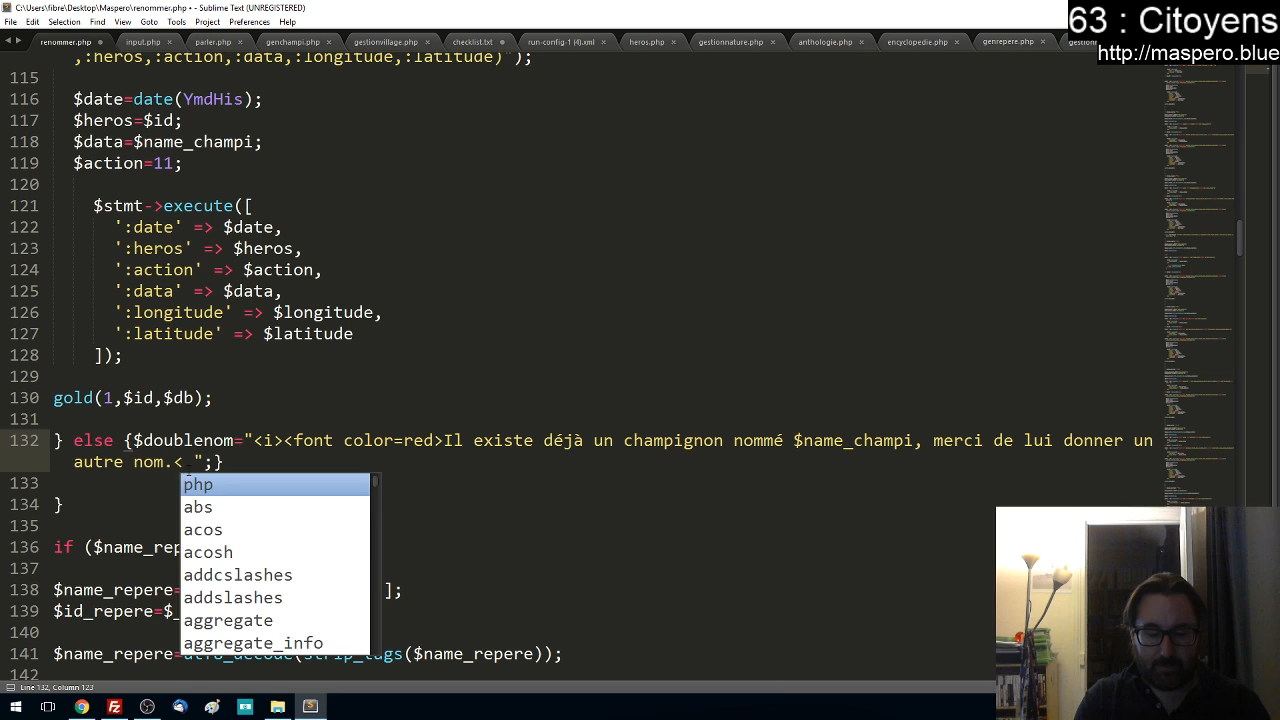 C:\Users\fibre\Desktop\Maspero\renommer.php • - Sublime Text (UNREGISTERED)
63 : Citoyens
http://maspero.blue
File Edit Selection Find View Goto Tools Project Preferences Help
renommer.php input.php parler.php genchampi.php gestionvillage.php checklist.txt run-config-1 (4).xml heros.php gestionnature.php anthologie.php encyclopedie.php genrepere.php
,:heros,:action,:data,:longitude,:latitude)");
115
116 $date=date(YmdHis);
117 $heros=$id;
118 $data=$name_champi;
119 $action=11;
120
121 $stmt->execute([
122 ':date' => $date,
123 ':heros' => $heros,
124 ':action' => $action,
125 ':data' => $data,
126 ':longitude' => $longitude,
127 ':latitude' => $latitude
128 ]);
129
130 gold(1,$id,$db);
131
132 } else {$doublenom="<i><font color=red>Il existe déjà un champignon nommé $name_champi, merci de lui donner un
autre nom.< ";}
133 php
abs
134 }
135 acos
136 if ($name_rep
acosh
137 addcslashes
138 $name_repere= ];
139 $id_repere=$_
addslashes
140 aggregate
aggregate_info
141 $name_repere= (strip_tags($name_repere));
142
Line 132, Column 123